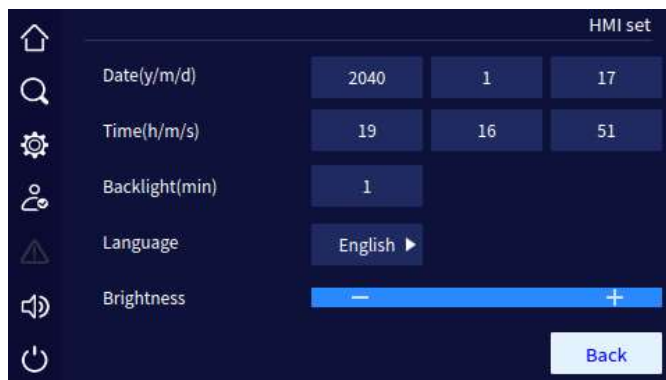 HMI set
Date(y/m/d) 2040 1 17
Time(h/m/s) 19 16 51
Backlight(min) 1
Language English
Brightness − +
Back